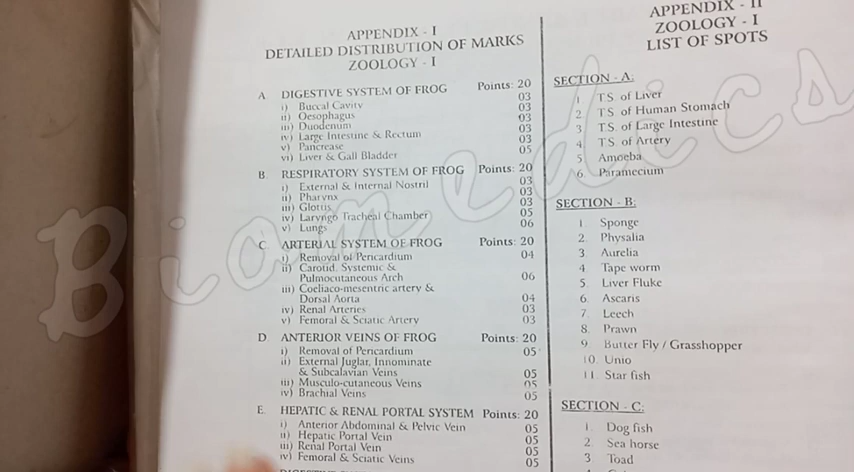 APPENDIX - I
DETAILED DISTRIBUTION OF MARKS
ZOOLOGY - I
A. DIGESTIVE SYSTEM OF FROG Points: 20
i) Buccal Cavity 03
ii) Oesophagus 03
iii) Duodenum 03
iv) Large Intestine & Rectum 03
v) Pancrease 03
vi) Liver & Gall Bladder 05
B. RESPIRATORY SYSTEM OF FROG Points: 20
i) External & Internal Nostril 03
ii) Pharynx 03
iii) Glottis 03
iv) Laryngo Tracheal Chamber) 05
v) Lungs 06
C. ARTERIAL SYSTEM OF FROG Points: 20
i) Removal of Pericardium 04
ii) Carotid, Systemic &
Pulmocutaneous Arch 06
iii) Coeliaco-mesentric artery &
Dorsal Aorta 04
iv) Renal Arteries 03
v) Femoral & Sciatic Artery 03
D. ANTERIOR VEINS OF FROG Points: 20
i) Removal of Pericardium 05
ii) External Juglar, Innominate
& Subcalavian Veins 05
iii) Musculo-cutaneous Veins 05
iv) Brachial Veins 05
E. HEPATIC & RENAL PORTAL SYSTEM Points: 20
i) Anterior Abdominal & Pelvic Vein 05
ii) Hepatic Portal Vein 05
iii) Renal Portal Vein 05
iv) Femoral & Sciatic Veins 05
APPENDIX - II
ZOOLOGY - I
LIST OF SPOTS
SECTION - A:
1. T.S. of Liver
2. T.S. of Human Stomach
3. T.S. of Large Intestine
4. T.S. of Artery
5. Amoeba
6. Paramecium
SECTION - B:
1. Sponge
2. Physalia
3. Aurelia
4. Tape worm
5. Liver Fluke
6. Ascaris
7. Leech
8. Prawn
9. Butter Fly / Grasshopper
10. Unio
11. Star fish
SECTION - C:
1. Dog fish
2. Sea horse
3. Toad
Biomedics